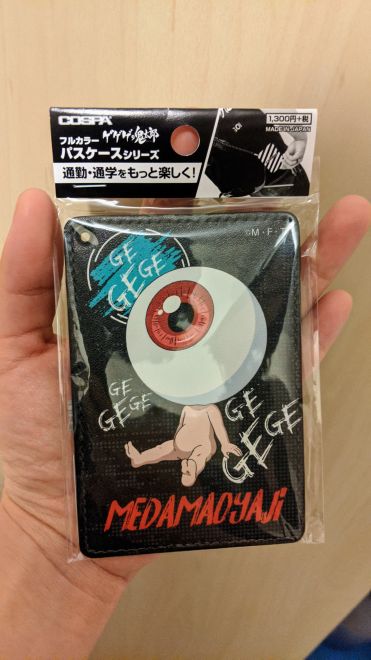 COSPA
ゲゲゲの鬼太郎
フルカラー
パスケースシリーズ
通勤・通学をもっと楽しく!
1,300円+税
MADE IN JAPAN
©M・F・T
GE
GEGE
GE
GEGE
GE
GEGE
MEDAMAOYAJi